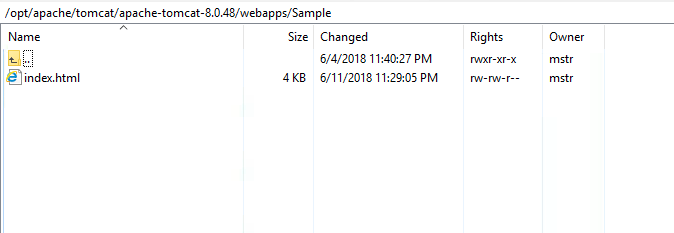 /opt/apache/tomcat/apache-tomcat-8.0.48/webapps/Sample
Name Size Changed Rights Owner
.. 6/4/2018 11:40:27 PM rwxr-xr-x mstr
index.html 4 KB 6/11/2018 11:29:05 PM rw-rw-r-- mstr